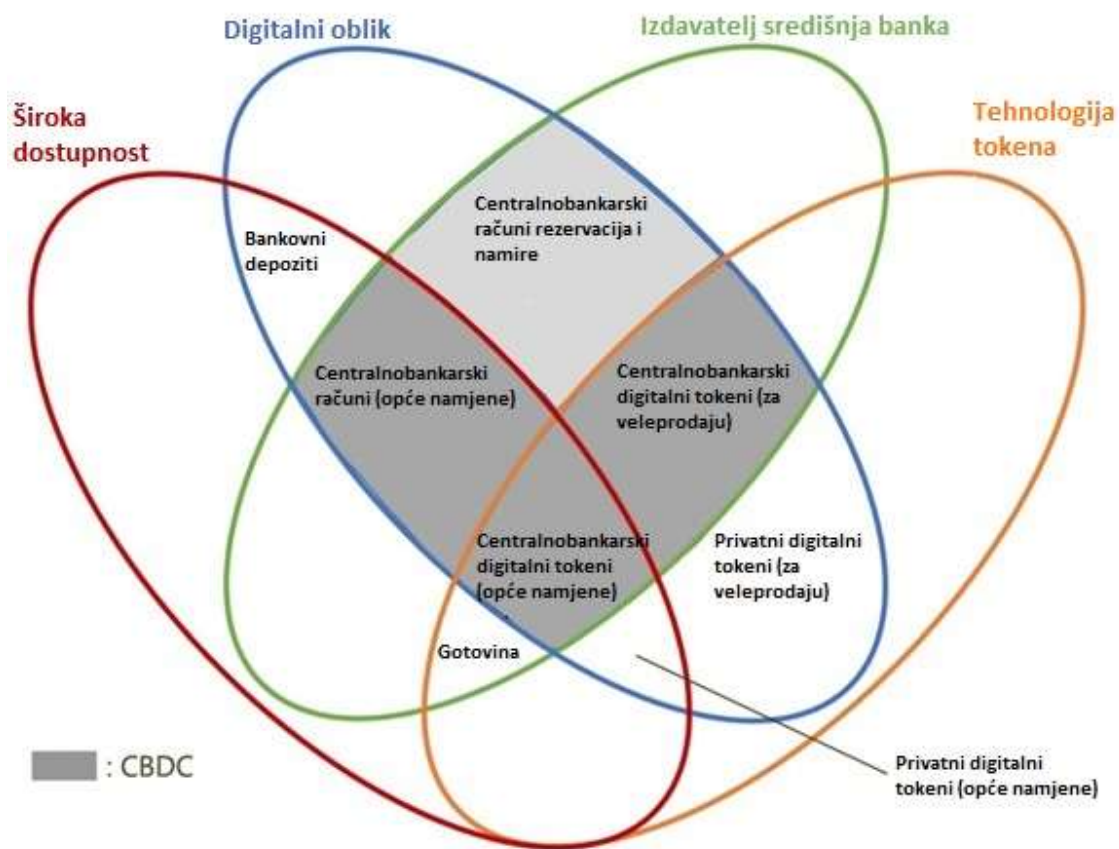 Digitalni oblik
Izdavatelj središnja banka
Široka
dostupnost
Tehnologija
tokena
Bankovni
depoziti
Centralnobankarski
računi rezervacija i
namire
Centralnobankarski
računi (opće namjene)
Centralnobankarski
digitalni tokeni (za
veleprodaju)
Centralnobankarski
digitalni tokeni
(opće namjene)
Privatni digitalni
tokeni (za
veleprodaju)
Gotovina
: CBDC
Privatni digitalni
tokeni (opće namjene)